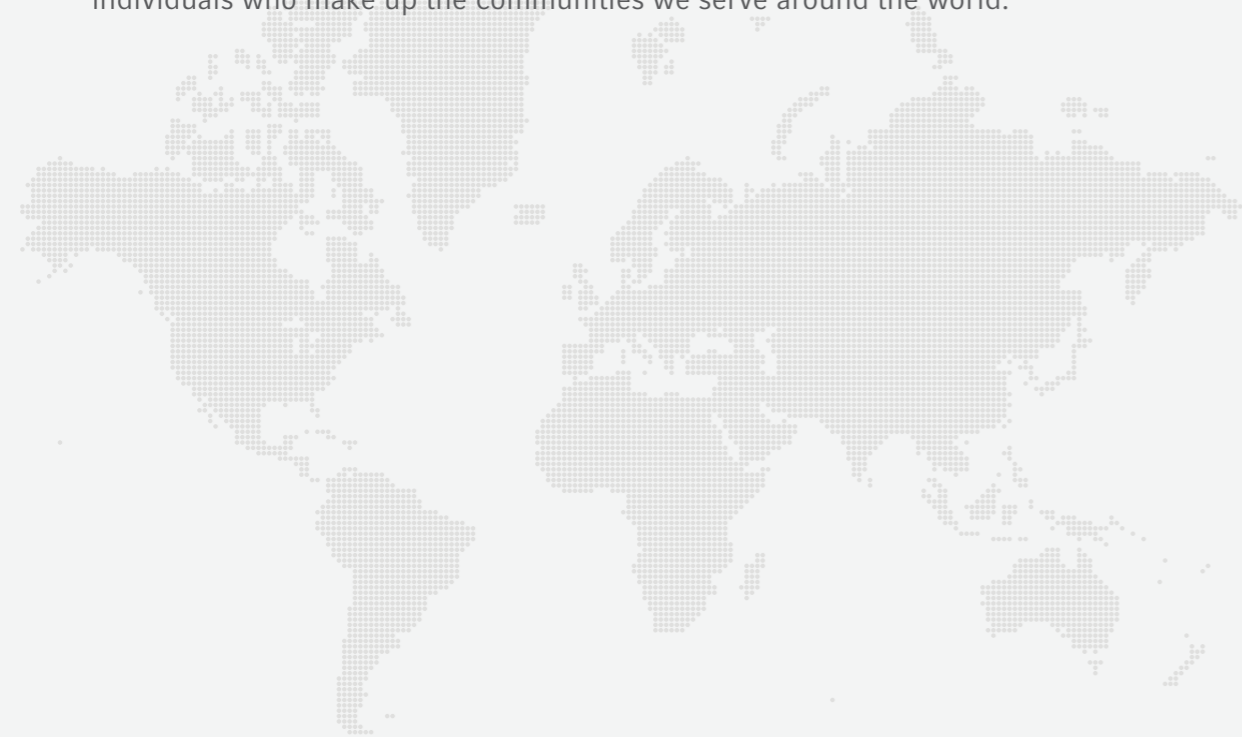 individuals who make up the communities we serve around the world.